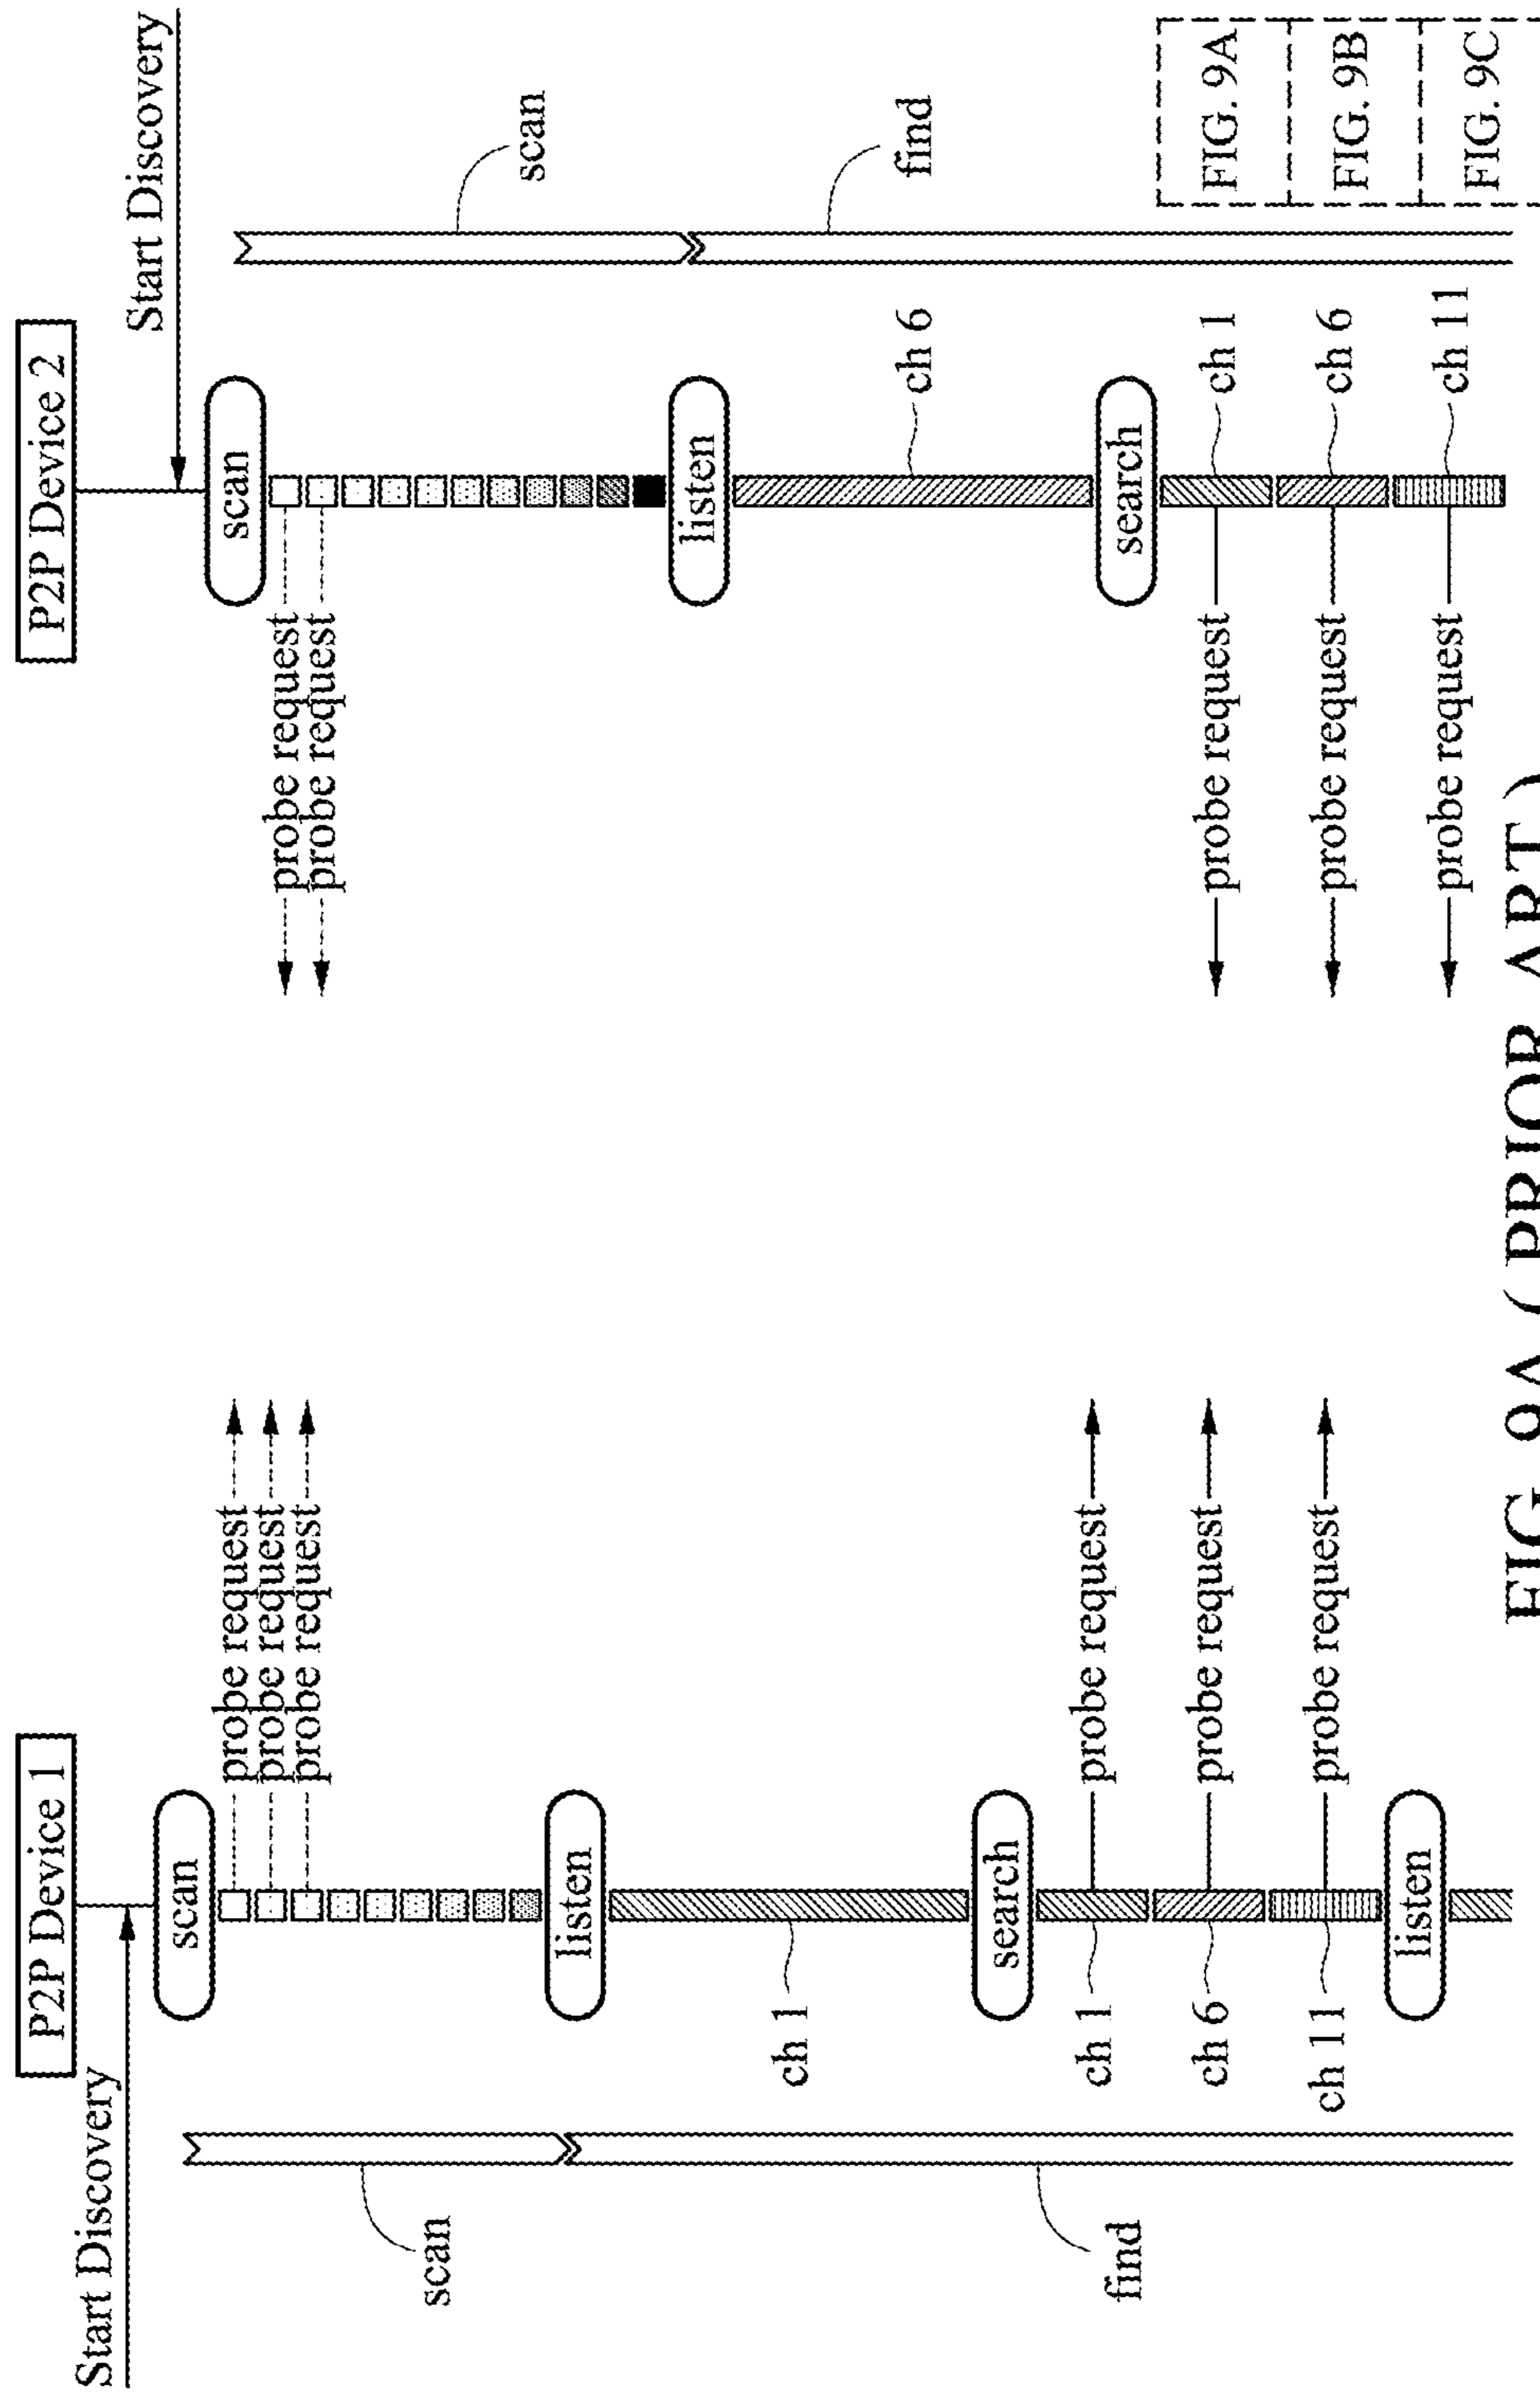 P2P Device 1
P2P Device 2
Start Discovery
Start Discovery
scan
scan
probe request
probe request
probe request
probe request
probe request
scan
scan
listen
listen
ch 1
ch 6
search
search
find
find
ch 1
probe request
probe request
ch 1
ch 6
probe request
probe request
ch 6
ch 11
probe request
probe request
ch 11
listen
FIG. 9A
FIG. 9B
FIG. 9C
FIG. 9A ( PRIOR ART )